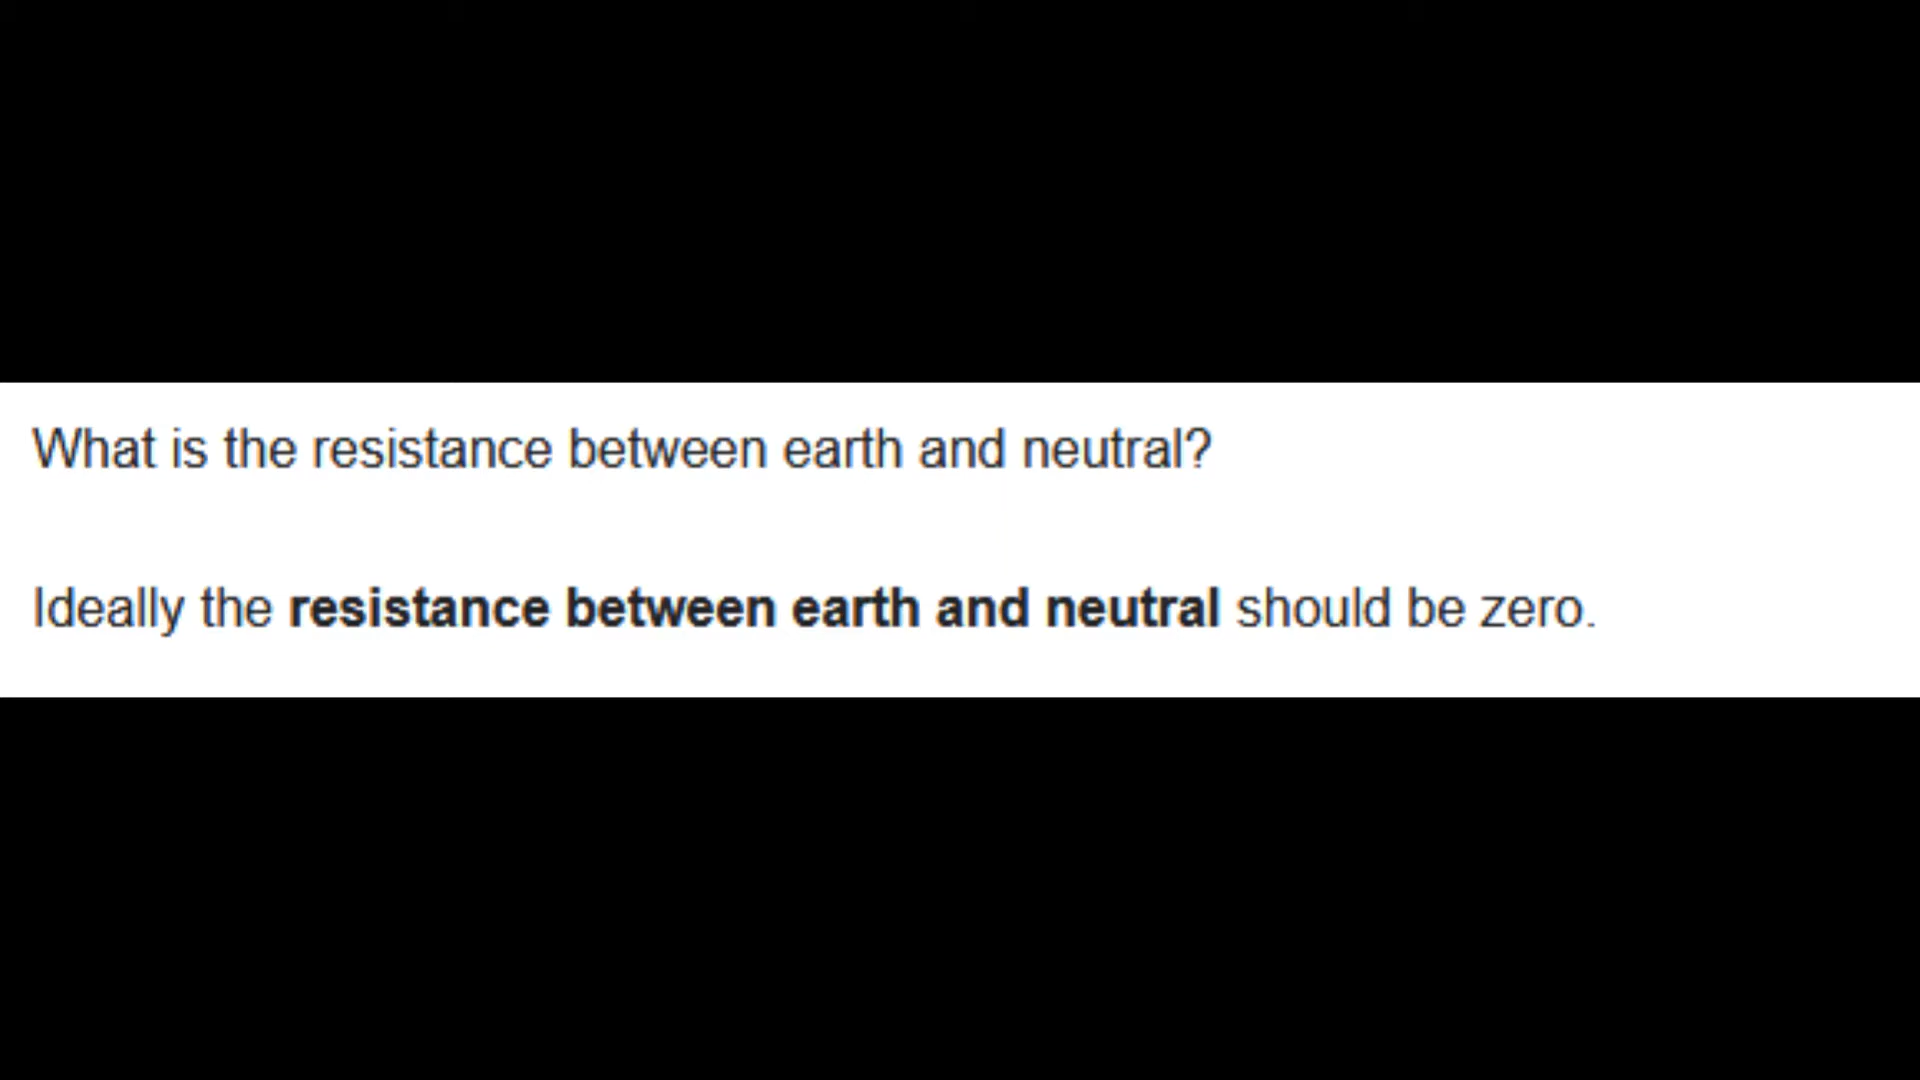 What is the resistance between earth and neutral?
Ideally the resistance between earth and neutral should be zero.